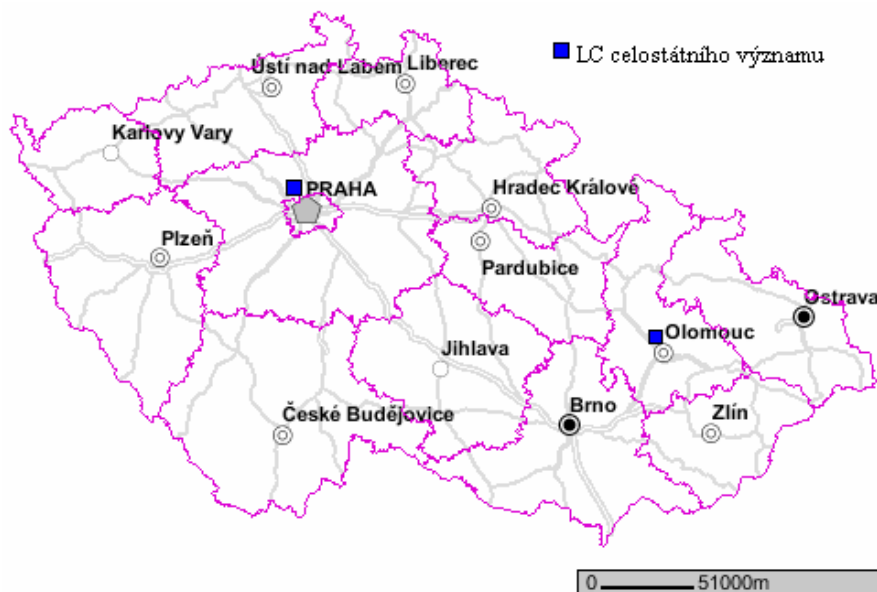 LC celostátního významu
Ústí nad Labem
Liberec
Karlovy Vary
PRAHA
Hradec Králové
Plzeň
Pardubice
Ostrava
Olomouc
Jihlava
Brno
Zlín
České Budějovice
0 51000m